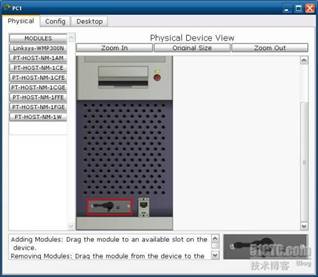 PC1
Physical Config Desktop
MODULES
Linksys-WMP300N
PT-HOST-NM-1AM
PT-HOST-NM-1CE
PT-HOST-NM-1CFE
PT-HOST-NM-1CGE
PT-HOST-NM-1FFE
PT-HOST-NM-1FGE
PT-HOST-NM-1W
Physical Device View
Zoom In Original Size Zoom Out
Adding Modules: Drag the module to an available slot on the
device.
Removing Modules: Drag the module from the device to the
51CTO.com
技术博客 Blog